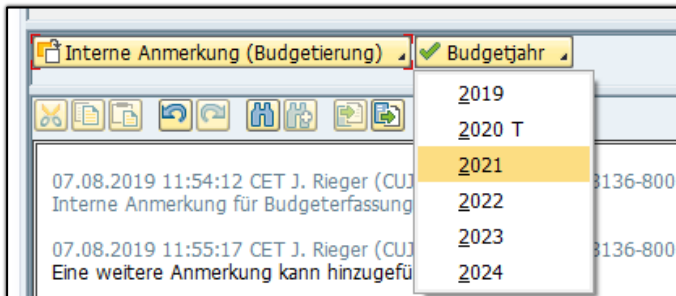 Interne Anmerkung (Budgetierung) Budgetjahr
2019
2020 T
2021
2022
2023
2024
07.08.2019 11:54:12 CET J. Rieger (CUJ 3136-800
Interne Anmerkung für Budgeterfassung
07.08.2019 11:55:17 CET J. Rieger (CUJ 3136-800
Eine weitere Anmerkung kann hinzugefü